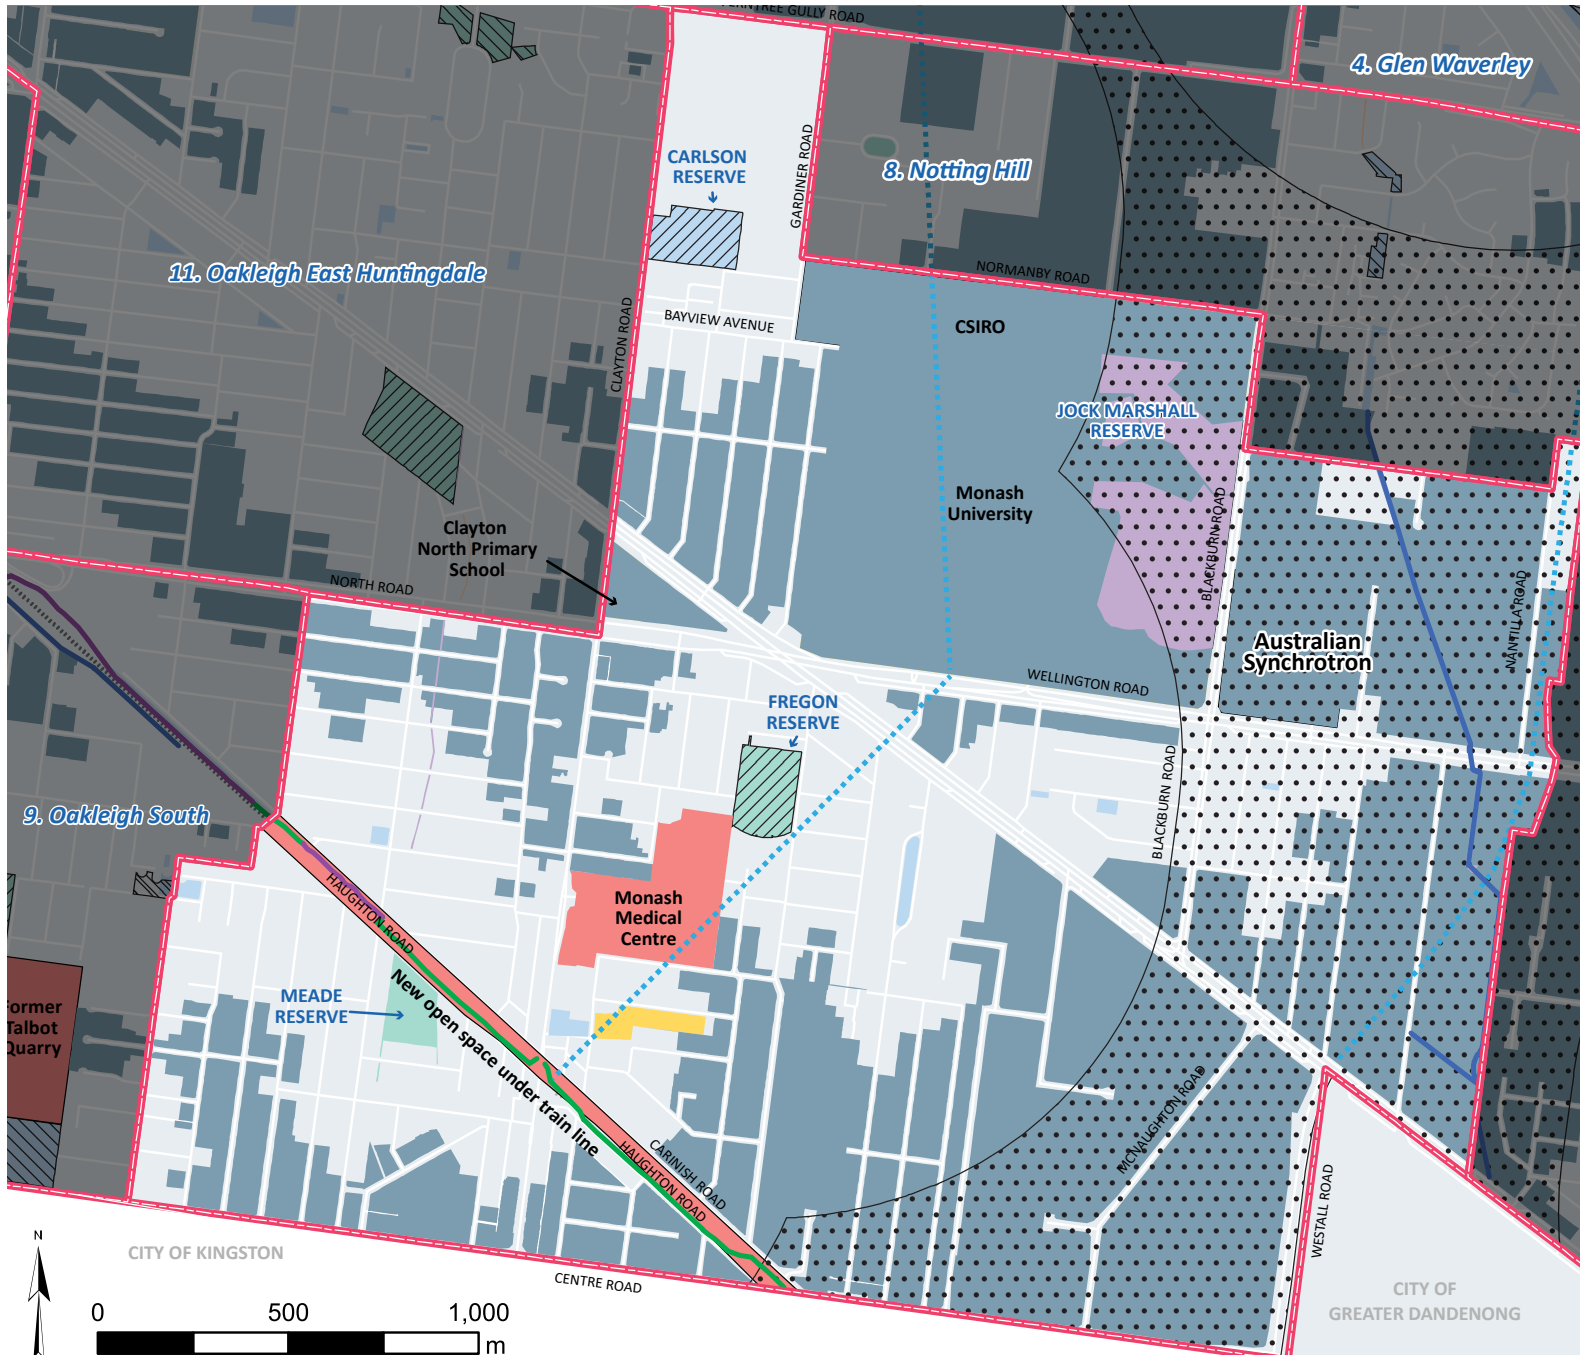 FERNTREE GULLY ROAD
4. Glen Waverley
CARLSON
RESERVE
GARDINER ROAD
8. Notting Hill
11. Oakleigh East Huntingdale
NORMANBY ROAD
CLAYTON ROAD
BAYVIEW AVENUE
CSIRO
JOCK MARSHALL
RESERVE
Monash
University
BLACKBURN ROAD
Clayton
North Primary
School
NORTH ROAD
NANTILLA ROAD
Australian
Synchrotron
WELLINGTON ROAD
FREGON
RESERVE
BLACKBURN ROAD
9. Oakleigh South
HAUGHTON ROAD
Monash
Medical
Centre
MEADE
RESERVE
New open space under train line
Former
Talbot
Quarry
CARINISH ROAD
HAUGHTON ROAD
MCNAUGHTON ROAD
WESTALL ROAD
N
CITY OF KINGSTON
CENTRE ROAD
CITY OF
GREATER DANDENONG
0 500 1,000
m